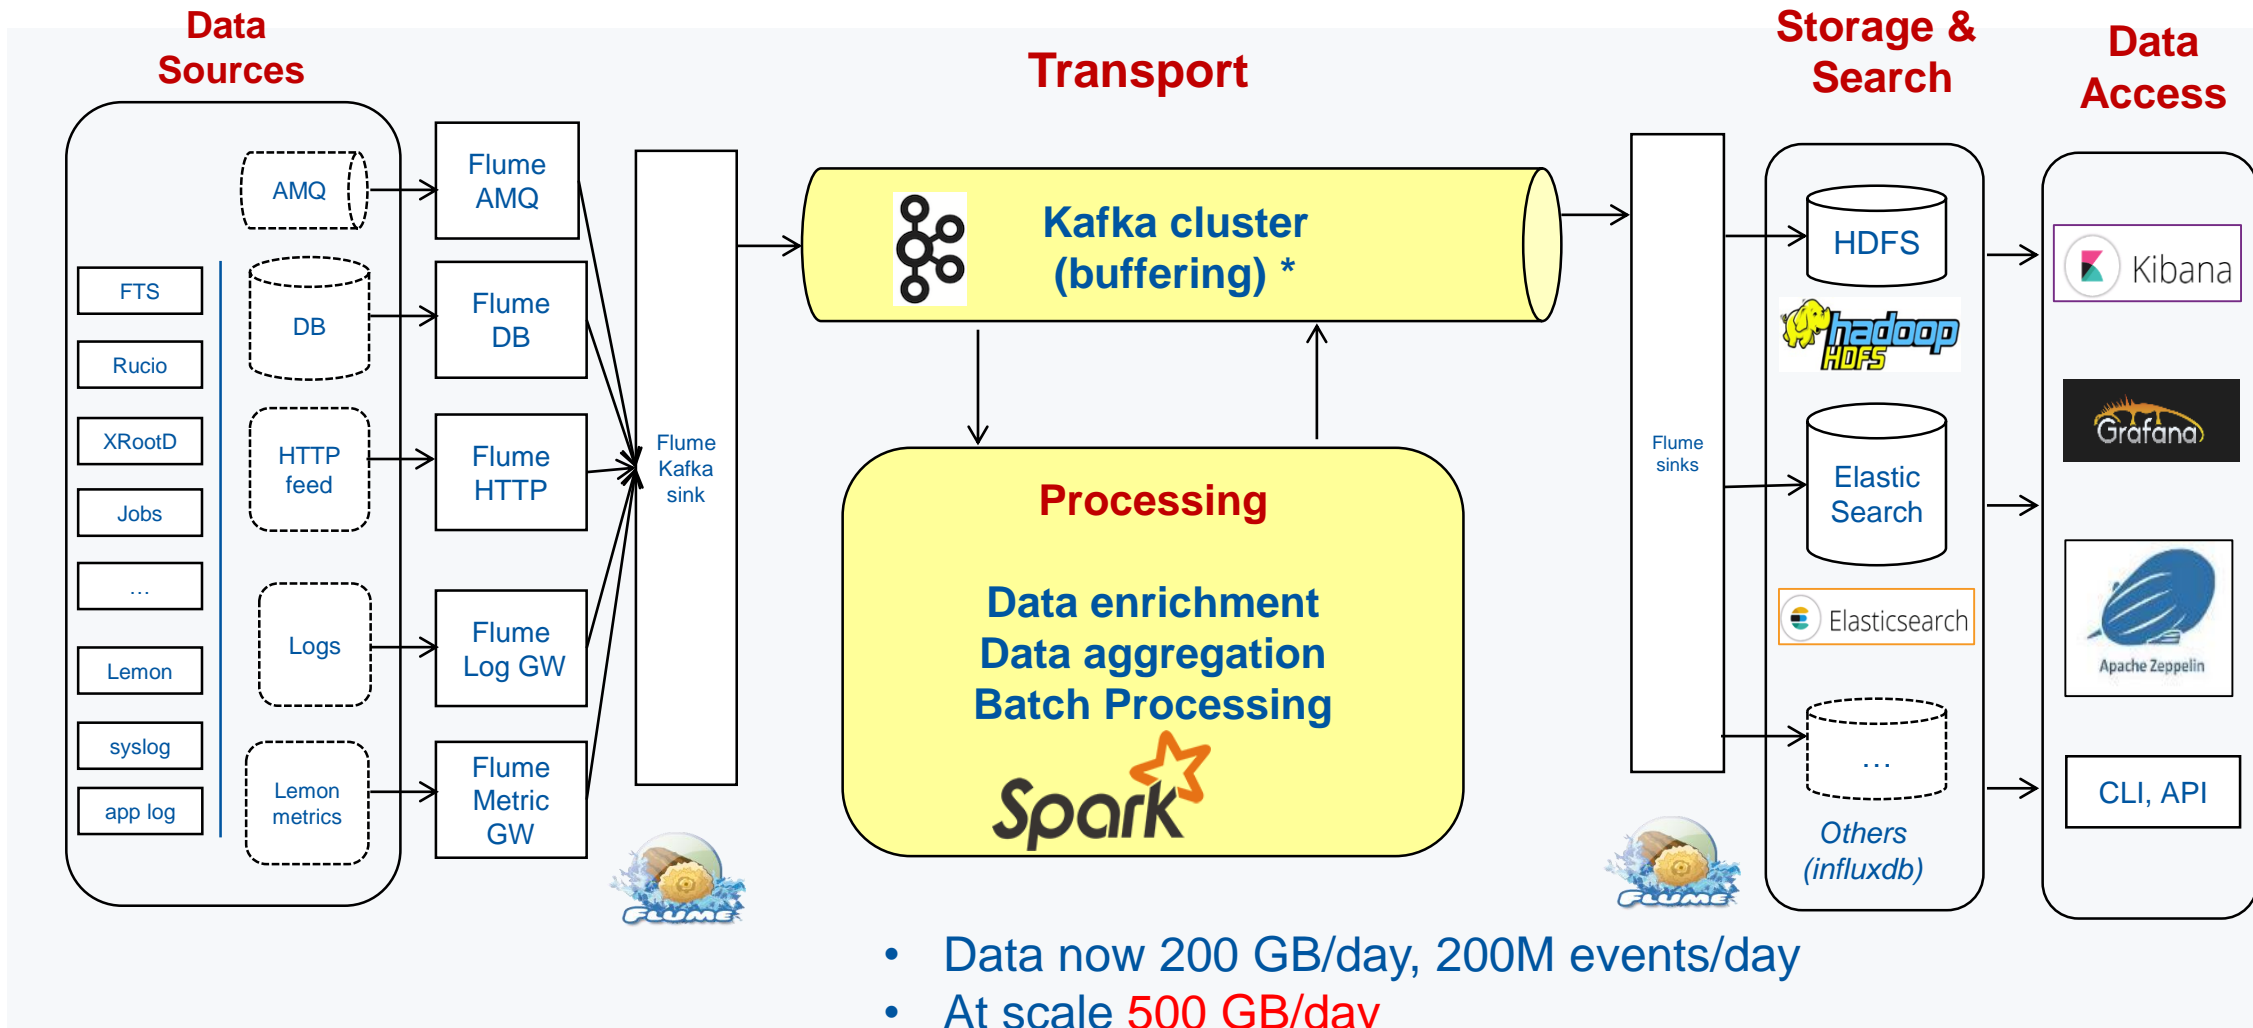 Data
Sources
Transport
Storage &
Search
Data
Access
FTS
Rucio
XRootD
Jobs
...
Lemon
syslog
app log
AMQ
DB
HTTP
feed
Logs
Lemon
metrics
Flume
AMQ
Flume
DB
Flume
HTTP
Flume
Log GW
Flume
Metric
GW
Flume
Kafka
sink
FLUME
Kafka cluster
(buffering) *
Processing
Data enrichment
Data aggregation
Batch Processing
Spark
Flume
sinks
FLUME
HDFS
hadoop
HDFS
Elastic
Search
Elasticsearch
...
Others
(influxdb)
Kibana
Grafana
Apache Zeppelin
CLI, API
• Data now 200 GB/day, 200M events/day
• At scale 500 GB/day